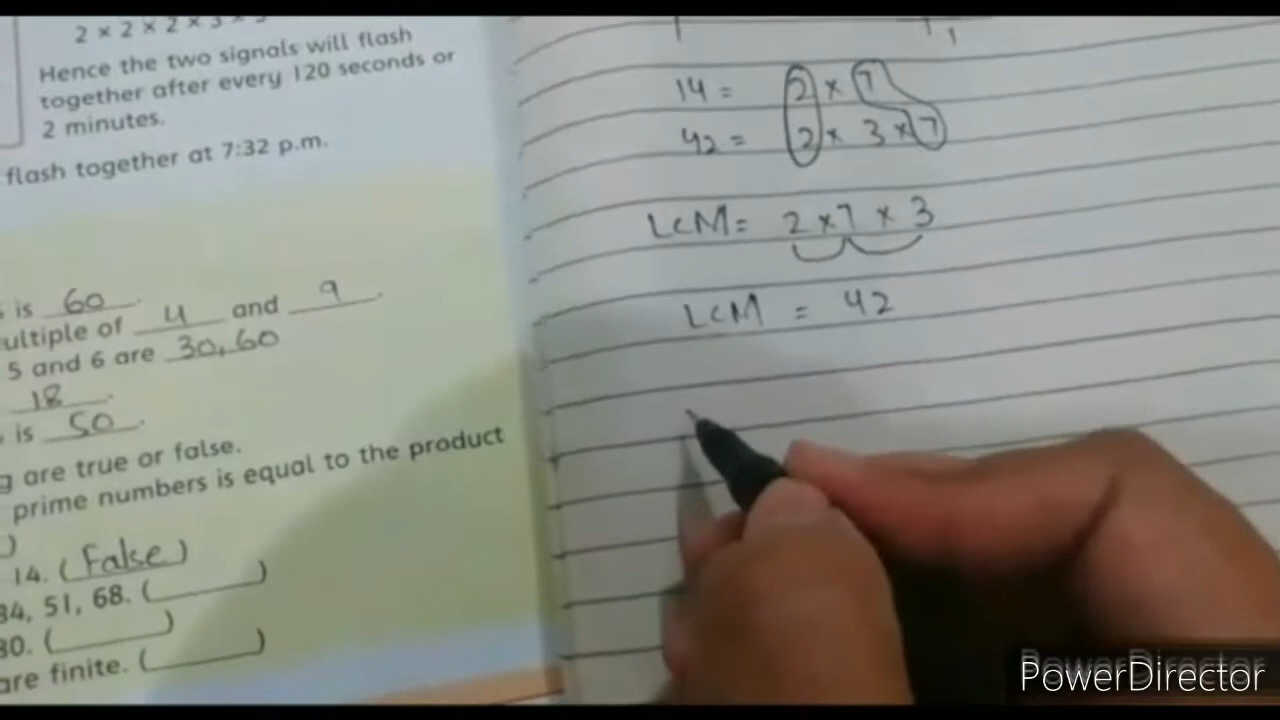 2 × 2 × 2 × 3 ×
Hence the two signals will flash
together after every 120 seconds or
2 minutes.
flash together at 7:32 p.m.
is 60.
ultiple of 4 and 9.
5 and 6 are 30, 60
18.
is 50.
g are true or false.
prime numbers is equal to the product
)
14. (False)
34, 51, 68. (______)
30. (______)
are finite. (______)
14 = 2 × 7
42 = 2 × 3 × 7
LCM = 2 × 7 × 3
LCM = 42
PowerDirector